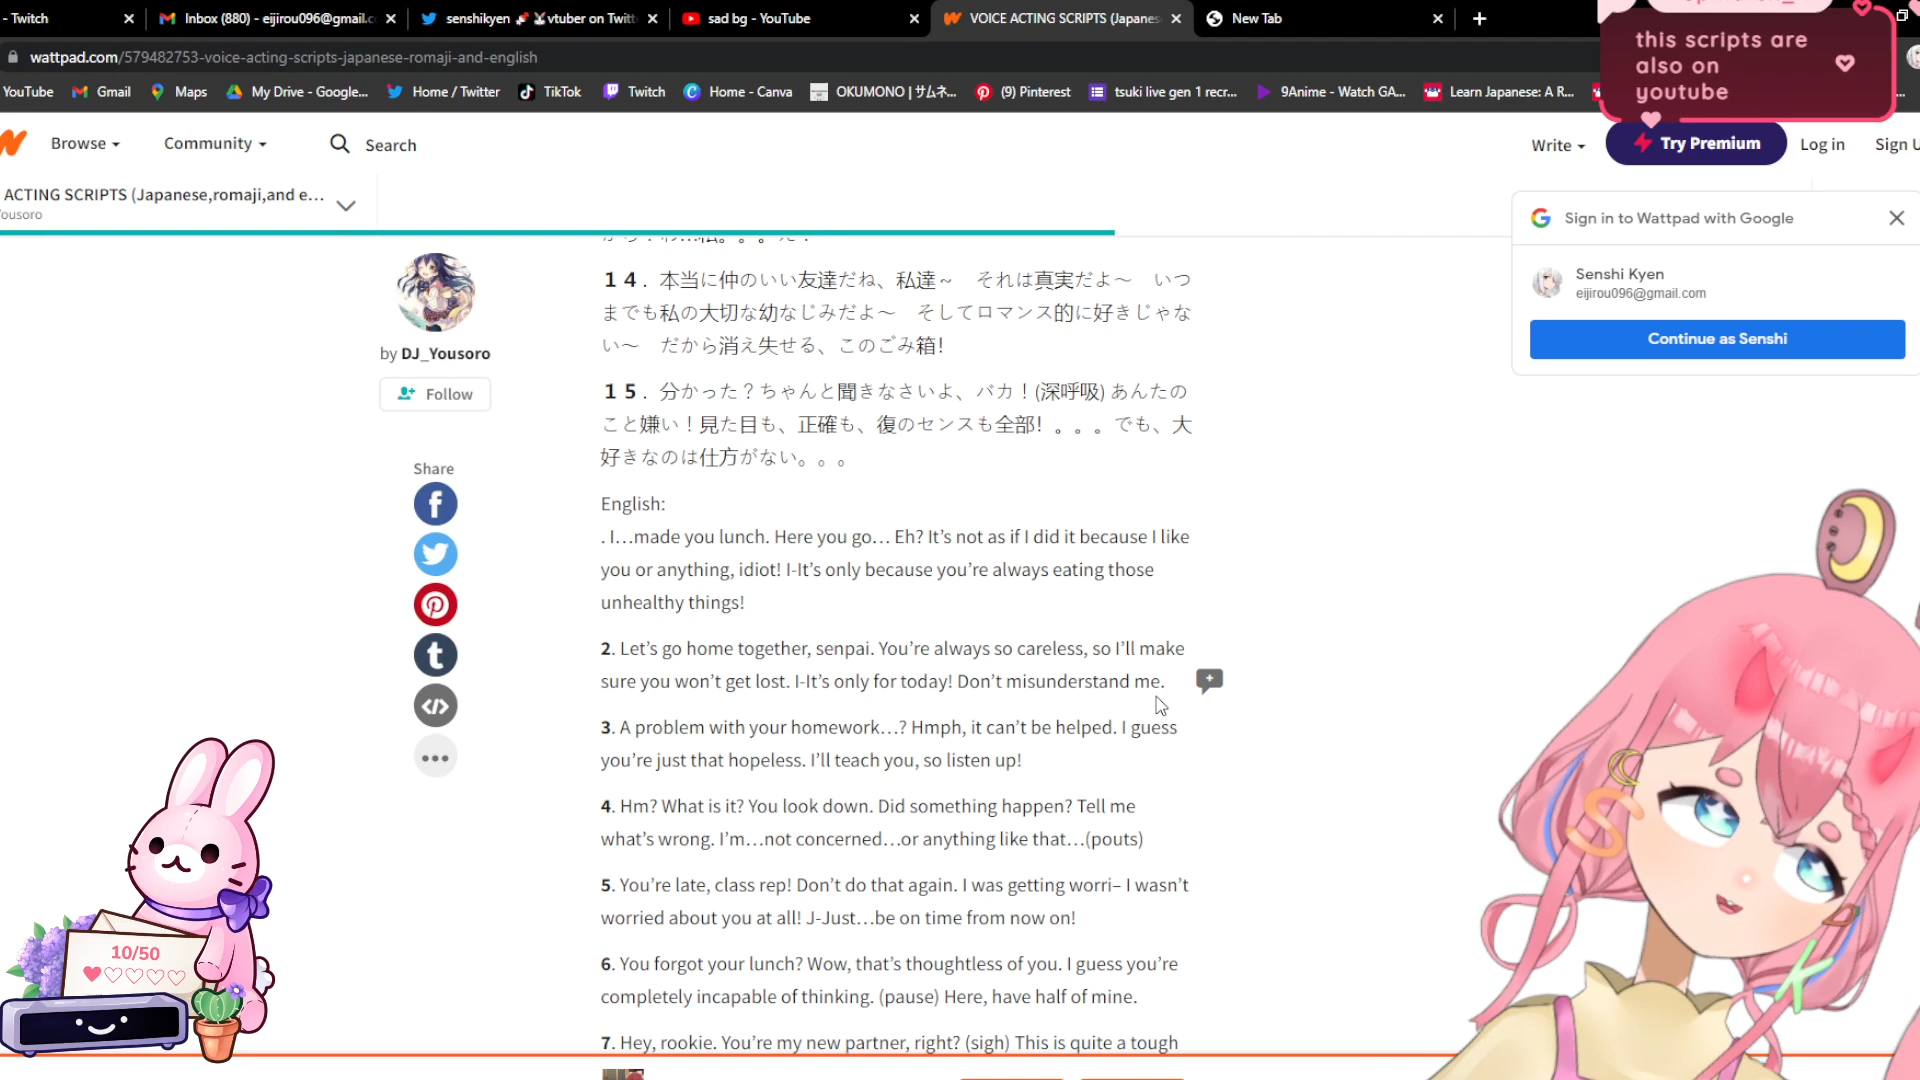 - Twitch
Inbox (880) - eijirou096@gmail.c
senshikyen 🚀 🐰vtuber on Twitt
sad bg - YouTube
VOICE ACTING SCRIPTS (Japanes
New Tab
wattpad.com/579482753-voice-acting-scripts-japanese-romaji-and-english
YouTube
Gmail
Maps
My Drive - Google...
Home / Twitter
TikTok
Twitch
Home - Canva
OKUMONO | サムネ...
(9) Pinterest
tsuki live gen 1 recr...
9Anime - Watch GA...
Learn Japanese: A R...
this scripts are
also on
youtube
Browse
Community
Search
Write
Try Premium
Log in
Sign U
ACTING SCRIPTS (Japanese,romaji,and e...
ousoro
Sign in to Wattpad with Google
Senshi Kyen
eijirou096@gmail.com
Continue as Senshi
by DJ_Yousoro
Follow
Share
１４．本当に仲のいい友達だね、私達～　それは真実だよ～　いつ
までも私の大切な幼なじみだよ～　そしてロマンス的に好きじゃな
い～　だから消え失せる、このごみ箱！
１５．分かった？ちゃんと聞きなさいよ、バカ！(深呼吸) あんたの
こと嫌い！見た目も、正確も、復のセンスも全部！。。。でも、大
好きなのは仕方がない。。。
English:
. I…made you lunch. Here you go… Eh? It’s not as if I did it because I like
you or anything, idiot! I-It’s only because you’re always eating those
unhealthy things!
2. Let’s go home together, senpai. You’re always so careless, so I’ll make
sure you won’t get lost. I-It’s only for today! Don’t misunderstand me.
3. A problem with your homework…? Hmph, it can’t be helped. I guess
you’re just that hopeless. I’ll teach you, so listen up!
4. Hm? What is it? You look down. Did something happen? Tell me
what’s wrong. I’m…not concerned…or anything like that…(pouts)
5. You’re late, class rep! Don’t do that again. I was getting worri– I wasn’t
worried about you at all! J-Just…be on time from now on!
6. You forgot your lunch? Wow, that’s thoughtless of you. I guess you’re
completely incapable of thinking. (pause) Here, have half of mine.
7. Hey, rookie. You’re my new partner, right? (sigh) This is quite a tough
10/50
S
K